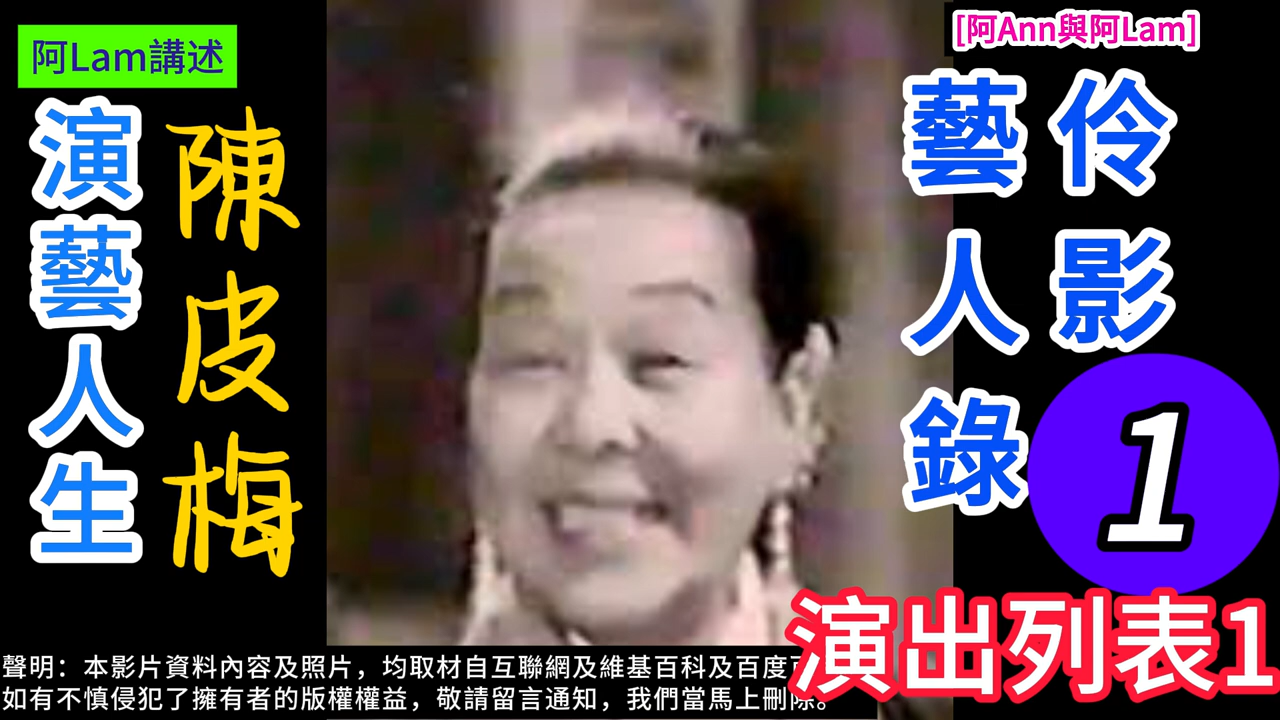 阿Lam講述
演藝人生
陳皮梅
[阿Ann與阿Lam]
伶影
藝人錄
1
演出列表1
聲明：本影片資料內容及照片，均取材自互聯網及維基百科及百度百
如有不慎侵犯了擁有者的版權權益，敬請留言通知，我們當馬上刪除。